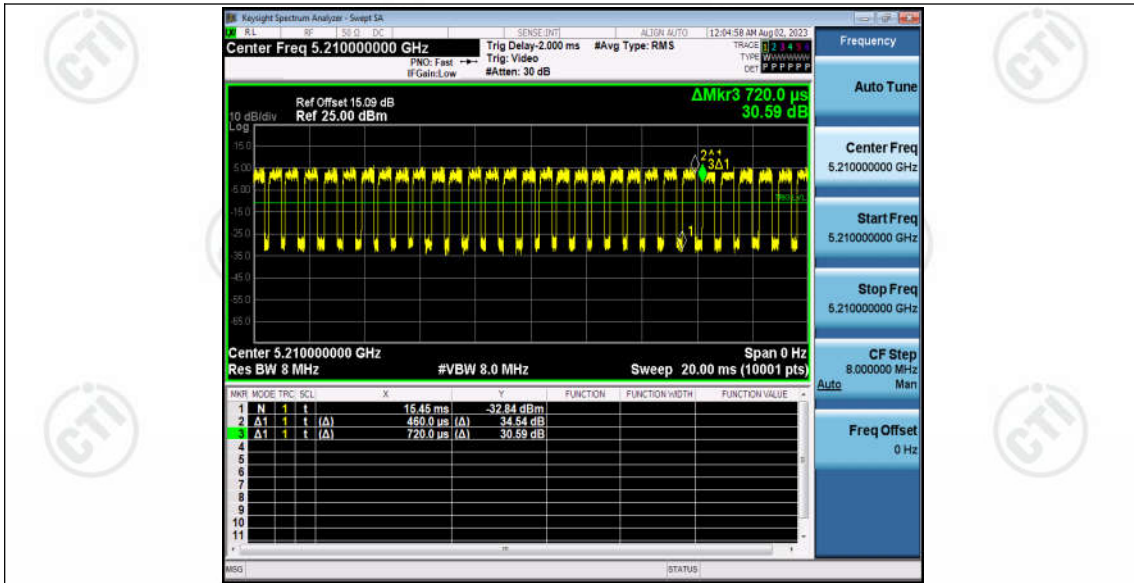 Keysight Spectrum Analyzer - Swept SA
RL RF 50 Ω DC SENSE:INT ALIGN AUTO 12:04:58 AM Aug 02, 2023
Center Freq 5.210000000 GHz
PNO: Fast
IFGain:Low
Trig Delay-2.000 ms
Trig: Video
#Atten: 30 dB
#Avg Type: RMS
TRACE 1 2 3 4 5 6
TYPE
DET P P P P P P
Ref Offset 15.09 dB
Ref 25.00 dBm
10 dB/div
Log
ΔMkr3 720.0 µs
30.59 dB
15.0
5.00
-5.00
-15.0
-25.0
-35.0
-45.0
-55.0
-65.0
3Δ1
1
Center 5.210000000 GHz Span 0 Hz
Res BW 8 MHz #VBW 8.0 MHz Sweep 20.00 ms (10001 pts)
MKR MODE TRC SCL X Y FUNCTION FUNCTION WIDTH FUNCTION VALUE
1 N 1 t 15.45 ms -32.84 dBm
2 Δ1 1 t (Δ) 460.0 µs (Δ) 34.54 dB
3 Δ1 1 t (Δ) 720.0 µs (Δ) 30.59 dB
4
5
6
7
8
9
10
11
MSG STATUS
Frequency
Auto Tune
Center Freq
5.210000000 GHz
Start Freq
5.210000000 GHz
Stop Freq
5.210000000 GHz
CF Step
8.000000 MHz
Auto Man
Freq Offset
0 Hz
CTI
CTI
CTI
CTI